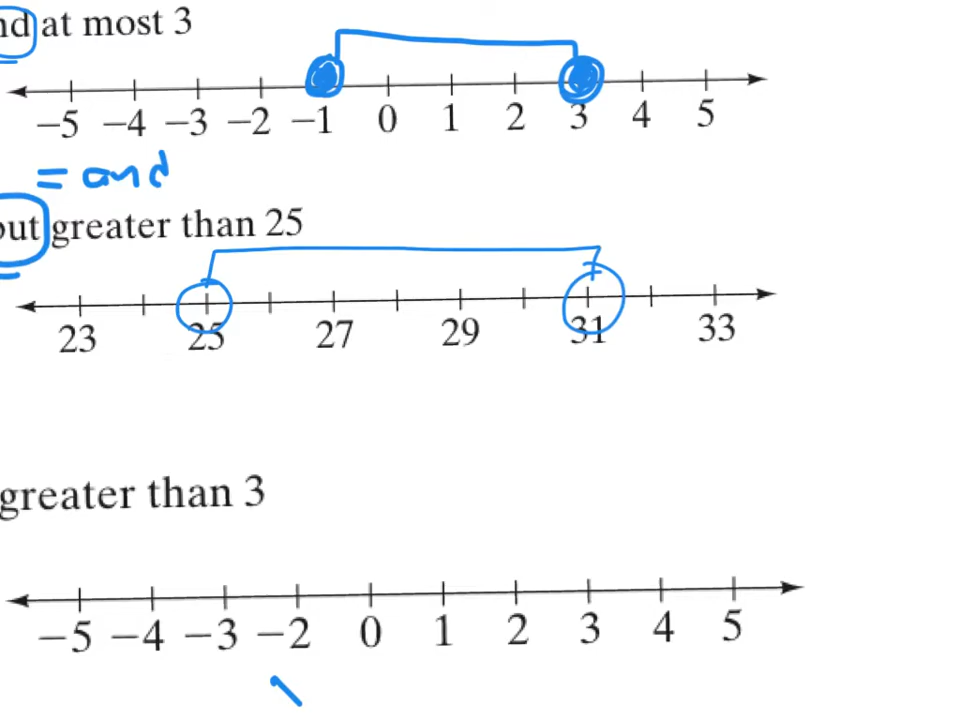 nd at most 3
−5 −4 −3 −2 −1 0 1 2 3 4 5
= and
out greater than 25
23 25 27 29 31 33
greater than 3
−5 −4 −3 −2 0 1 2 3 4 5